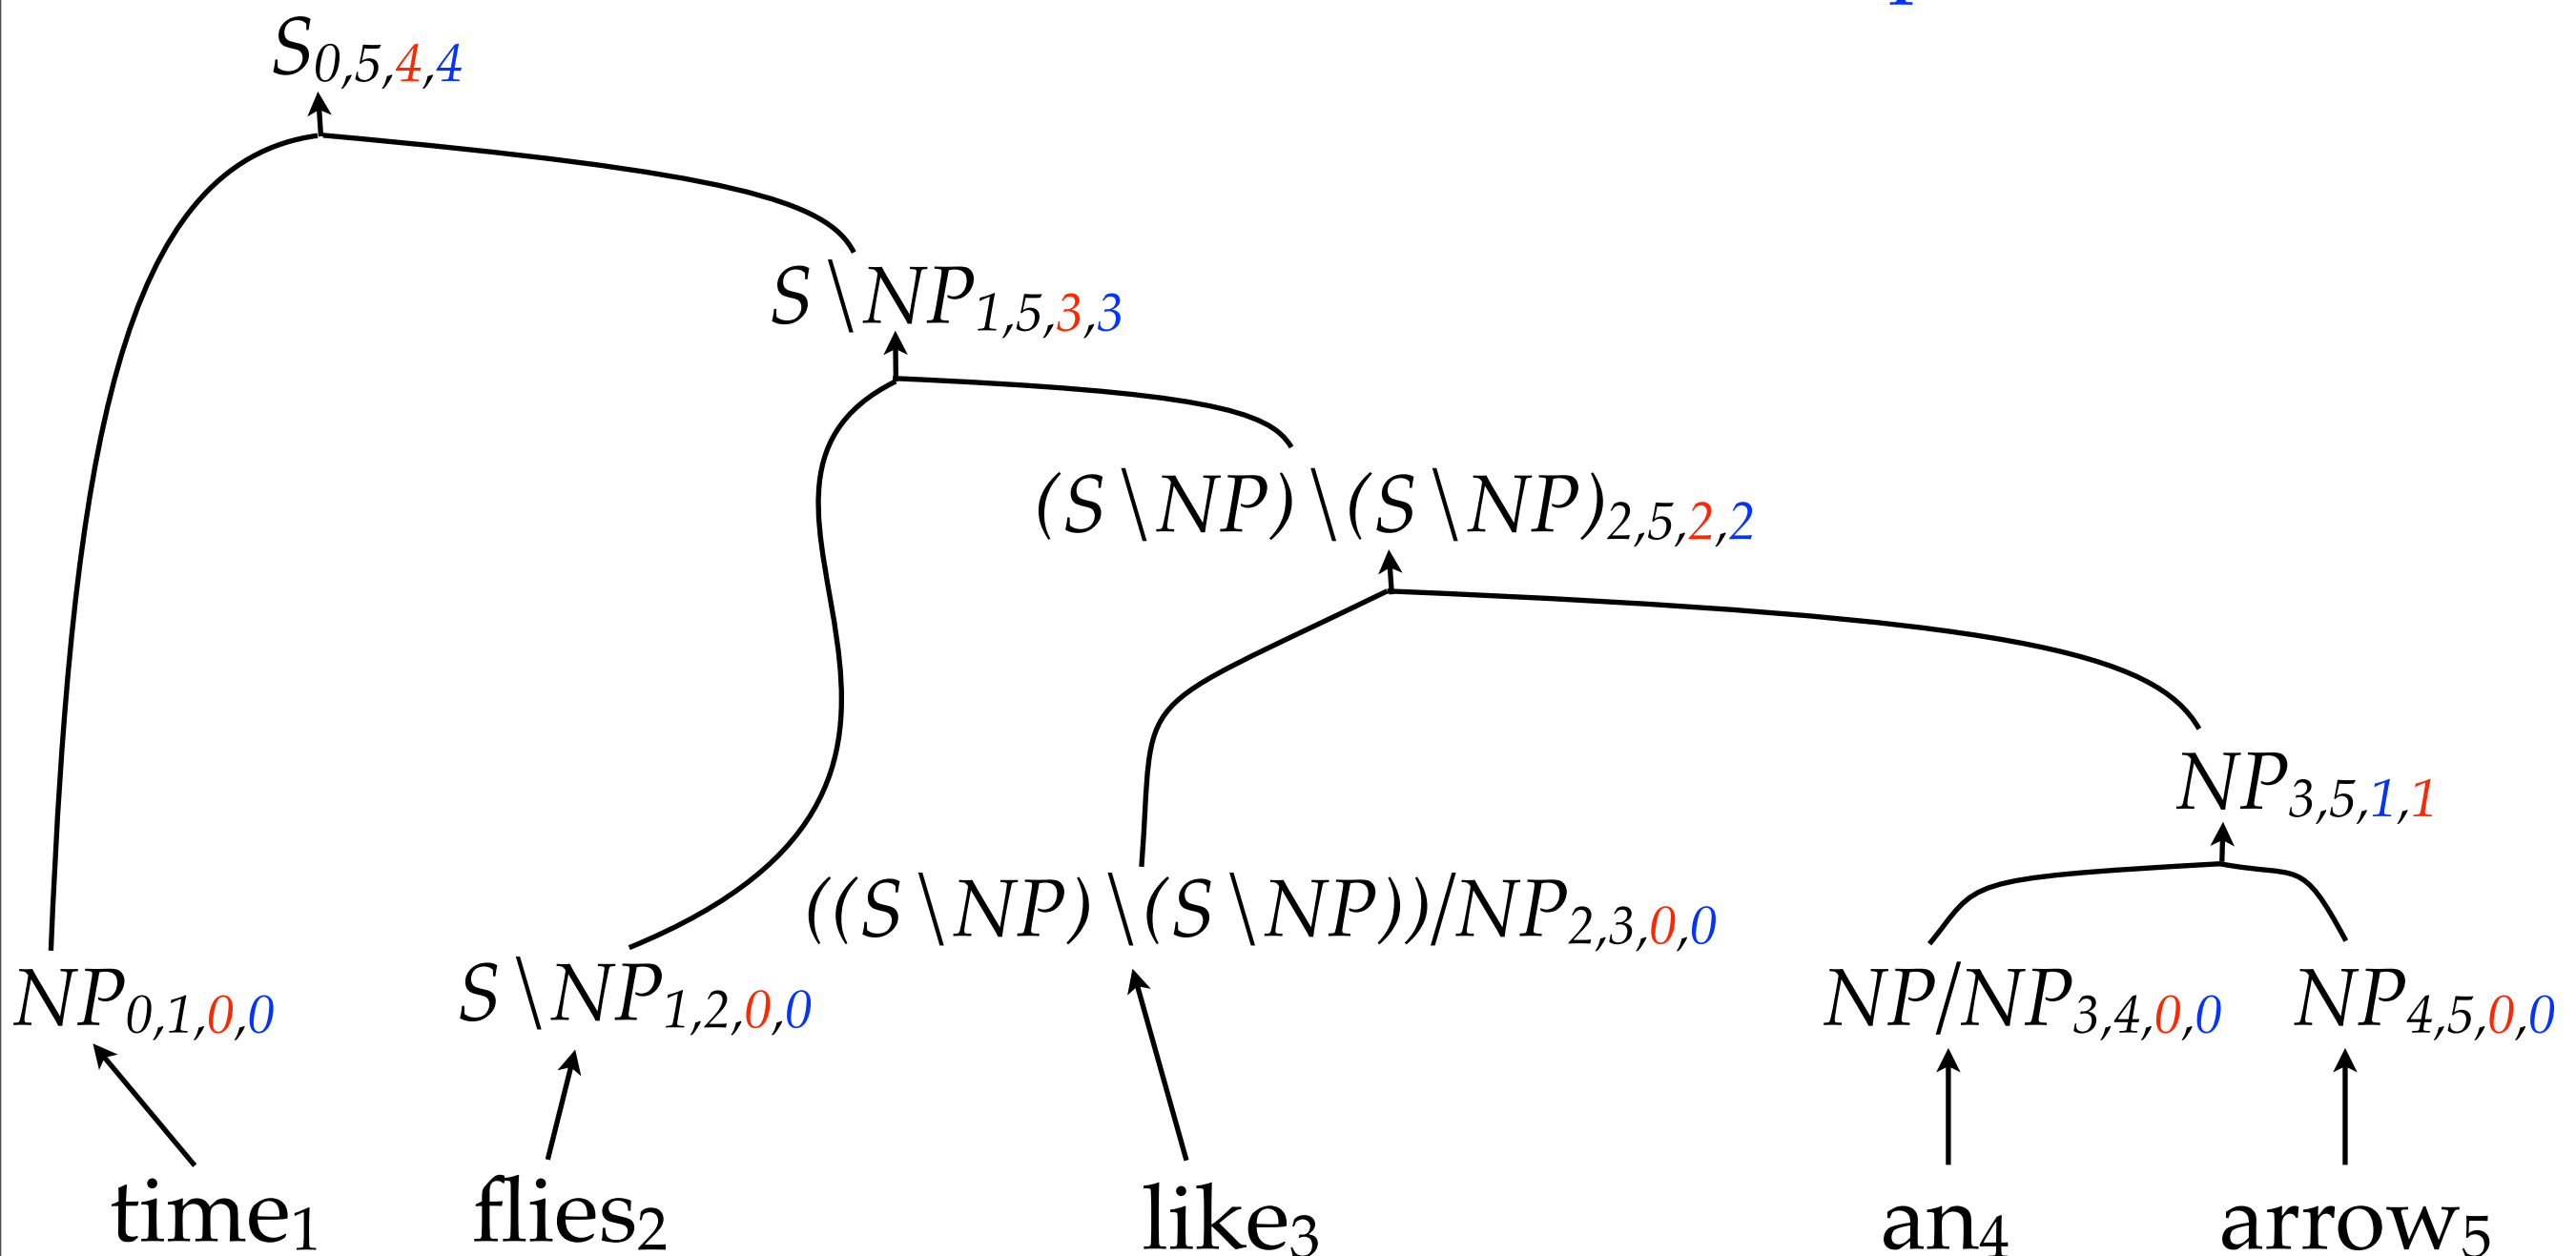 S0,5,4,4
S\NP1,5,3,3
(S\NP)\(S\NP)2,5,2,2
NP3,5,1,1
((S\NP)\(S\NP))/NP2,3,0,0
NP0,1,0,0 S\NP1,2,0,0 NP/NP3,4,0,0 NP4,5,0,0
time1 flies2 like3 an4 arrow5